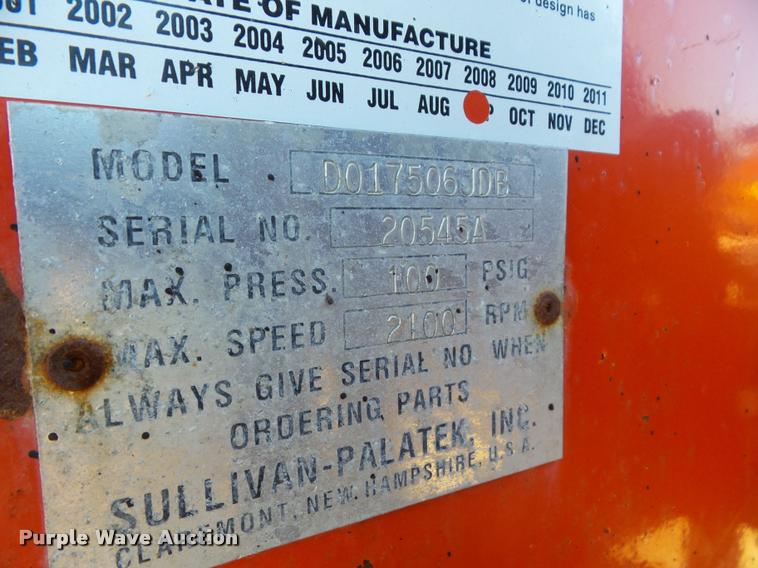 f design has
ATE OF MANUFACTURE
01 2002 2003 2004 2005 2006 2007 2008 2009 2010 2011
EB MAR APR MAY JUN JUL AUG P OCT NOV DEC
MODEL D017506JDB
SERIAL NO. 20545A
MAX. PRESS. 100 PSIG
MAX. SPEED 2100 RPM
ALWAYS GIVE SERIAL NO. WHEN
ORDERING PARTS
SULLIVAN-PALATEK, INC.
CLAREMONT, NEW HAMPSHIRE, U.S.A.
Purple Wave Auction